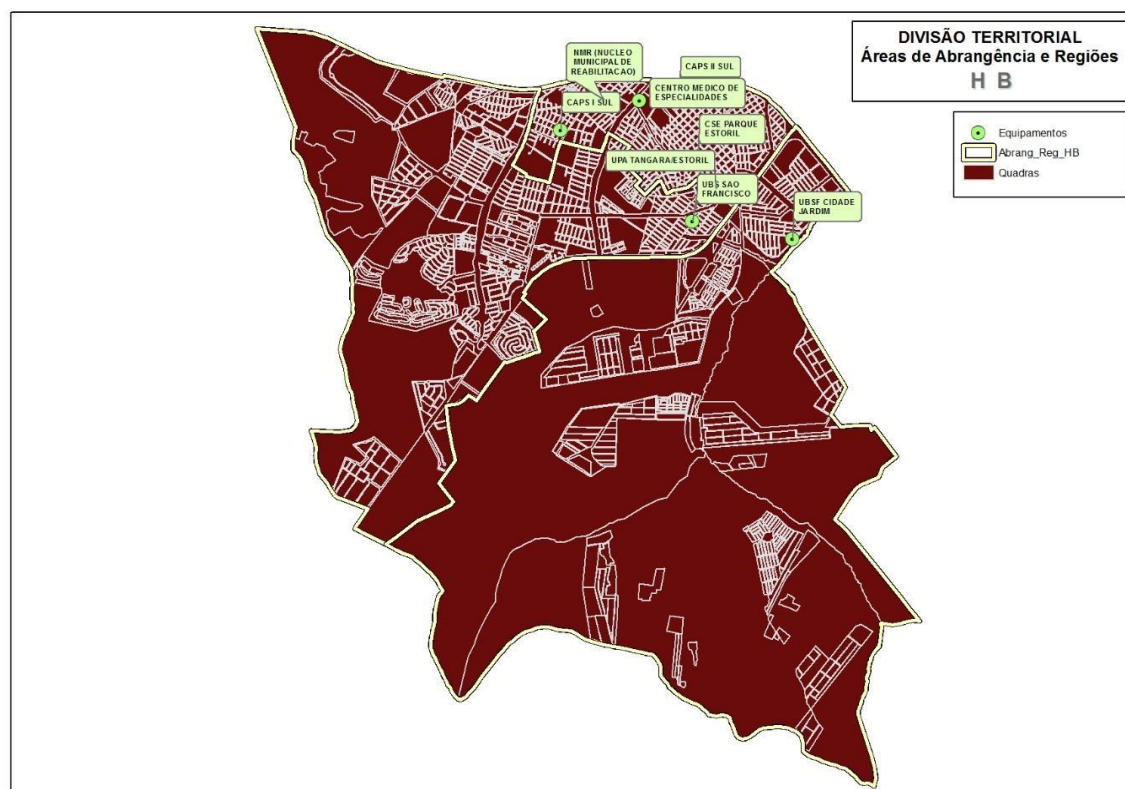 DIVISÃO TERRITORIAL
Áreas de Abrangência e Regiões
H B
Equipamentos
Abrang_Reg_HB
Quadras
NMR (NUCLEO
MUNICIPAL DE
REABILITACAO)
CAPS II SUL
CENTRO MEDICO DE
ESPECIALIDADES
CAPS I SUL
CSE PARQUE
ESTORIL
UPA TANGARA/ESTORIL
UBS SAO
FRANCISCO
UBSF CIDADE
JARDIM